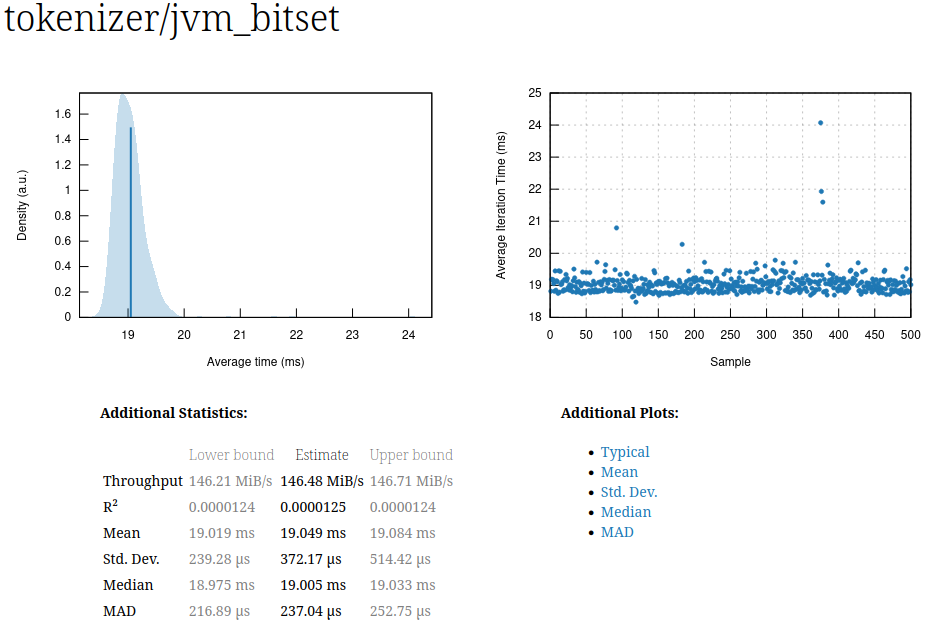 tokenizer/jvm_bitset
Density (a.u.)
1.6
1.4
1.2
1
0.8
0.6
0.4
0.2
0
19 20 21 22 23 24
Average time (ms)
Average Iteration Time (ms)
25
24
23
22
21
20
19
18
0 50 100 150 200 250 300 350 400 450 500
Sample
Additional Statistics:
Lower bound Estimate Upper bound
Throughput 146.21 MiB/s 146.48 MiB/s 146.71 MiB/s
R² 0.0000124 0.0000125 0.0000124
Mean 19.019 ms 19.049 ms 19.084 ms
Std. Dev. 239.28 µs 372.17 µs 514.42 µs
Median 18.975 ms 19.005 ms 19.033 ms
MAD 216.89 µs 237.04 µs 252.75 µs
Additional Plots:
• Typical
• Mean
• Std. Dev.
• Median
• MAD